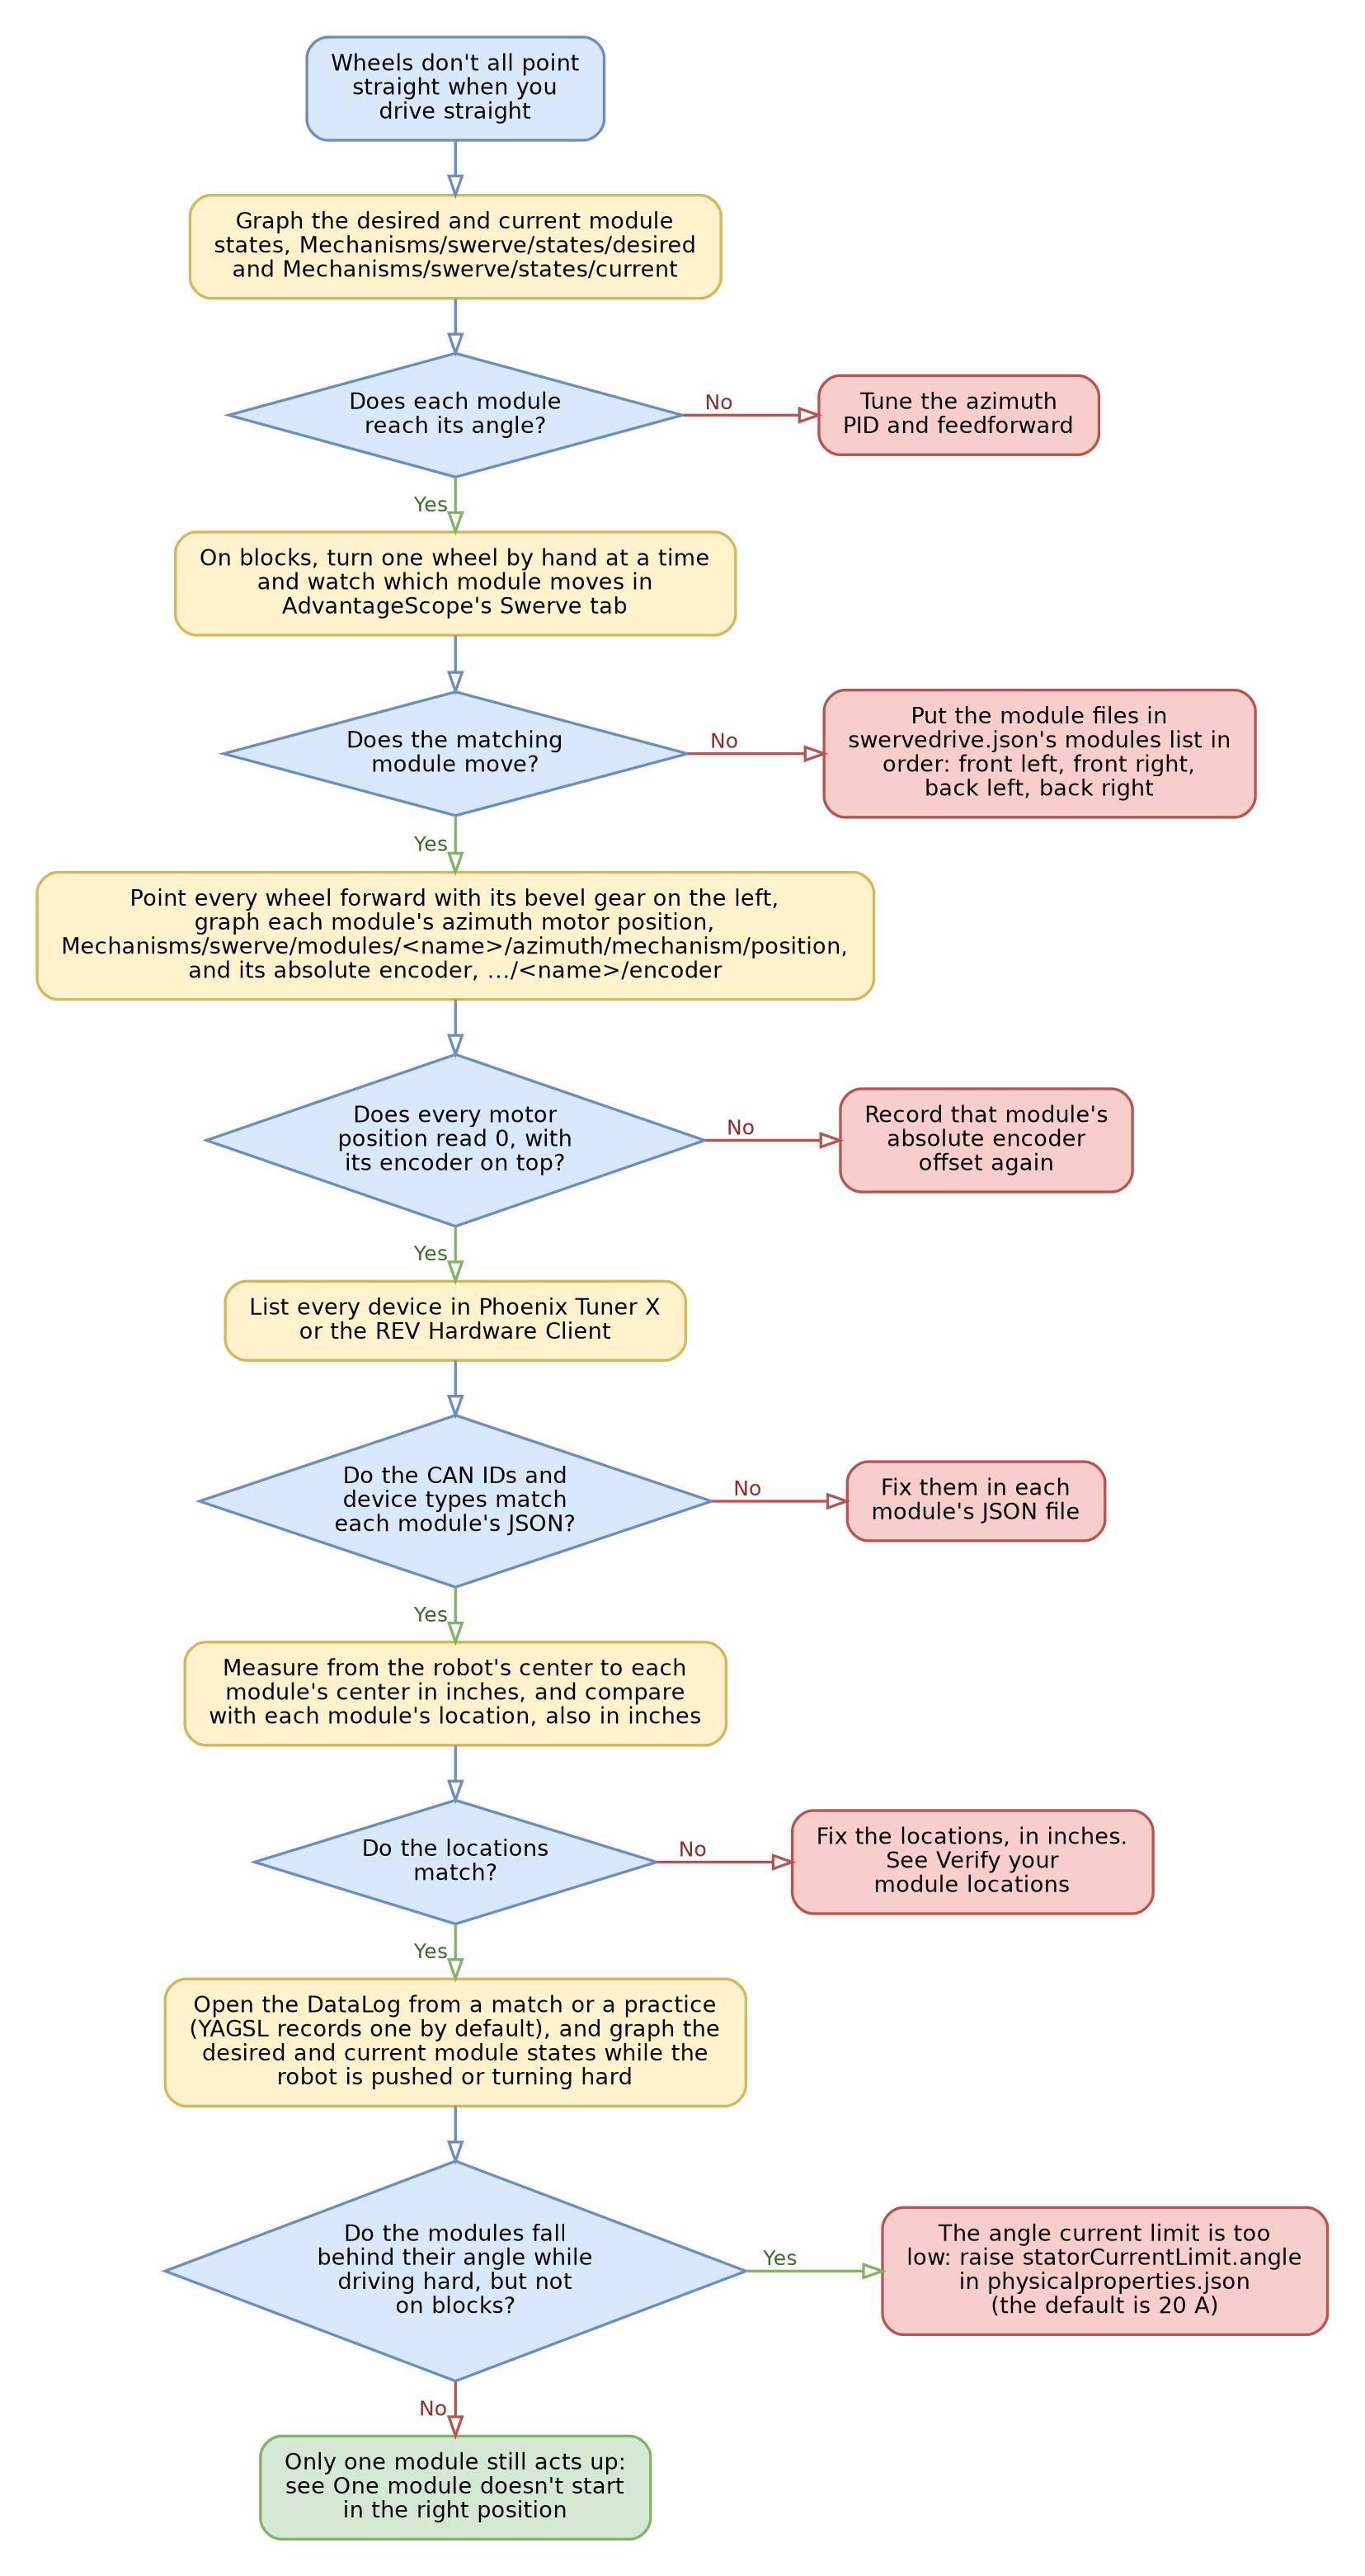 Wheels don't all point
straight when you
drive straight
Graph the desired and current module
states, Mechanisms/swerve/states/desired
and Mechanisms/swerve/states/current
Does each module
reach its angle?
No
Tune the azimuth
PID and feedforward
Yes
On blocks, turn one wheel by hand at a time
and watch which module moves in
AdvantageScope's Swerve tab
Does the matching
module move?
No
Put the module files in
swervedrive.json's modules list in
order: front left, front right,
back left, back right
Yes
Point every wheel forward with its bevel gear on the left,
graph each module's azimuth motor position,
Mechanisms/swerve/modules/<name>/azimuth/mechanism/position,
and its absolute encoder, …/<name>/encoder
Does every motor
position read 0, with
its encoder on top?
No
Record that module's
absolute encoder
offset again
Yes
List every device in Phoenix Tuner X
or the REV Hardware Client
Do the CAN IDs and
device types match
each module's JSON?
No
Fix them in each
module's JSON file
Yes
Measure from the robot's center to each
module's center in inches, and compare
with each module's location, also in inches
Do the locations
match?
No
Fix the locations, in inches.
See Verify your
module locations
Yes
Open the DataLog from a match or a practice
(YAGSL records one by default), and graph the
desired and current module states while the
robot is pushed or turning hard
Do the modules fall
behind their angle while
driving hard, but not
on blocks?
Yes
The angle current limit is too
low: raise statorCurrentLimit.angle
in physicalproperties.json
(the default is 20 A)
No
Only one module still acts up:
see One module doesn't start
in the right position